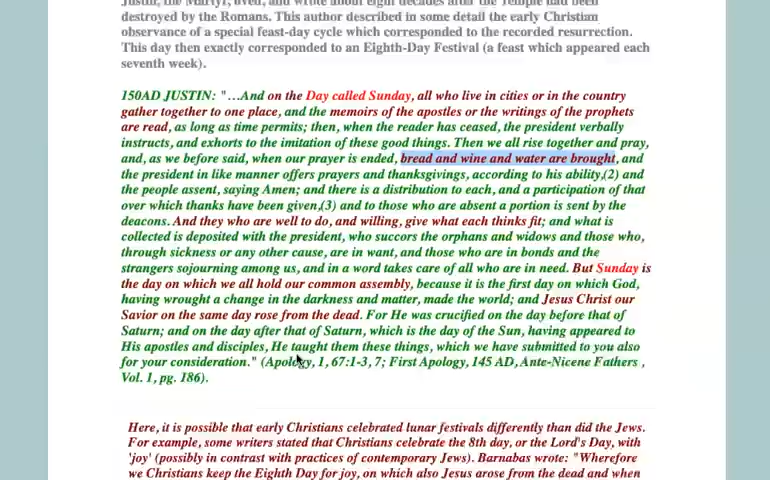 Justin, the Martyr, lived, and wrote about eight decades after the Temple had been
destroyed by the Romans. This author described in some detail the early Christian
observance of a special feast-day cycle which corresponded to the recorded resurrection.
This day then exactly corresponded to an Eighth-Day Festival (a feast which appeared each
seventh week).
150AD JUSTIN: "…And on the Day called Sunday, all who live in cities or in the country
gather together to one place, and the memoirs of the apostles or the writings of the prophets
are read, as long as time permits; then, when the reader has ceased, the president verbally
instructs, and exhorts to the imitation of these good things. Then we all rise together and pray,
and, as we before said, when our prayer is ended, bread and wine and water are brought, and
the president in like manner offers prayers and thanksgivings, according to his ability,(2) and
the people assent, saying Amen; and there is a distribution to each, and a participation of that
over which thanks have been given,(3) and to those who are absent a portion is sent by the
deacons. And they who are well to do, and willing, give what each thinks fit; and what is
collected is deposited with the president, who succors the orphans and widows and those who,
through sickness or any other cause, are in want, and those who are in bonds and the
strangers sojourning among us, and in a word takes care of all who are in need. But Sunday is
the day on which we all hold our common assembly, because it is the first day on which God,
having wrought a change in the darkness and matter, made the world; and Jesus Christ our
Savior on the same day rose from the dead. For He was crucified on the day before that of
Saturn; and on the day after that of Saturn, which is the day of the Sun, having appeared to
His apostles and disciples, He taught them these things, which we have submitted to you also
for your consideration." (Apology, 1, 67:1-3, 7; First Apology, 145 AD, Ante-Nicene Fathers ,
Vol. 1, pg. 186).
Here, it is possible that early Christians celebrated lunar festivals differently than did the Jews.
For example, some writers stated that Christians celebrate the 8th day, or the Lord's Day, with
'joy' (possibly in contrast with practices of contemporary Jews). Barnabas wrote: "Wherefore
we Christians keep the Eighth Day for joy, on which also Jesus arose from the dead and when